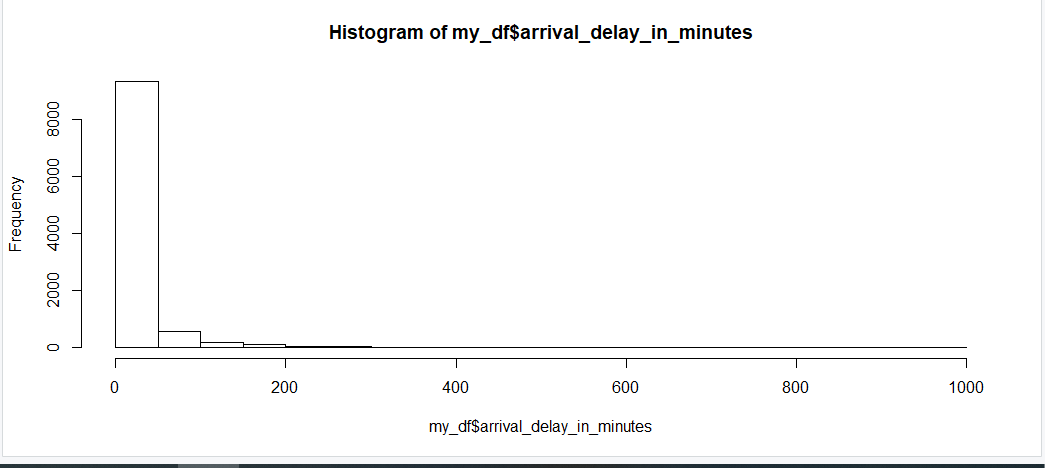 Histogram of my_df$arrival_delay_in_minutes
Frequency
8000
6000
4000
2000
0
0 200 400 600 800 1000
my_df$arrival_delay_in_minutes